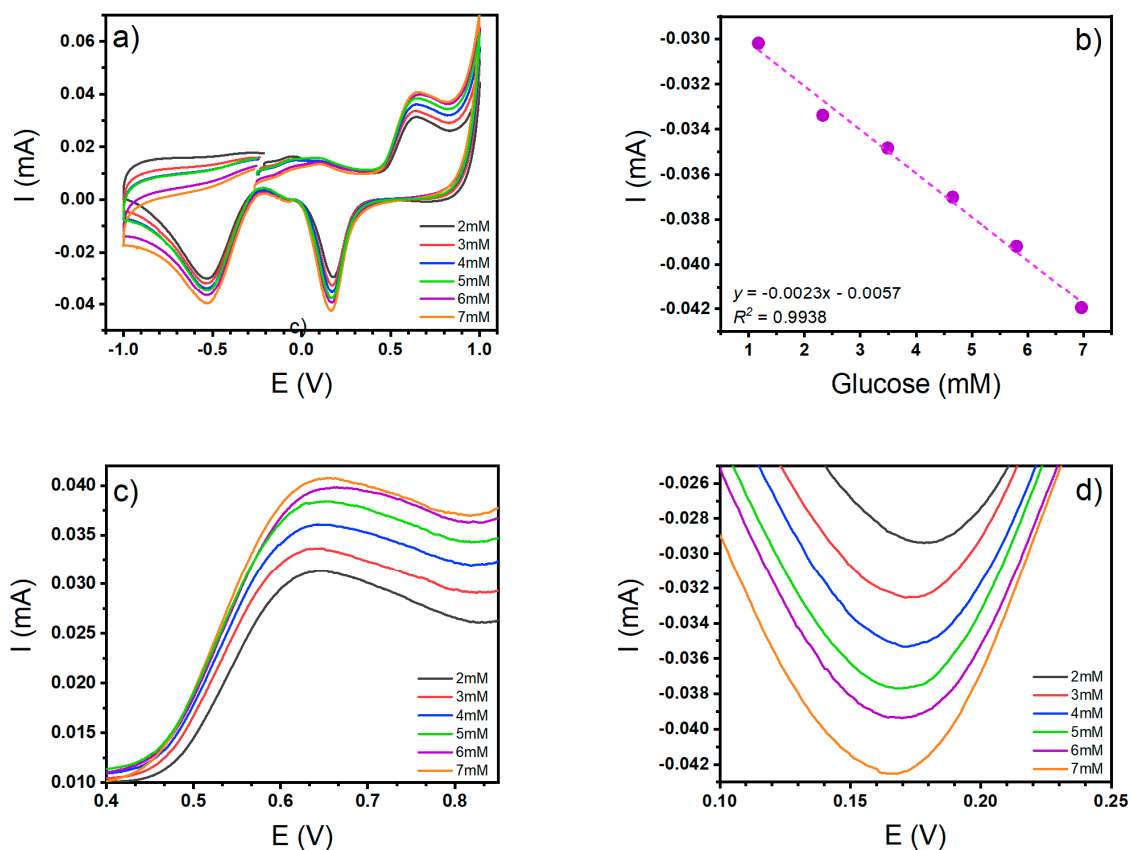 a)
I (mA)
0.06
0.04
0.02
0.00
-0.02
-0.04
2mM
3mM
4mM
5mM
6mM
7mM
c)
-1.0 -0.5 0.0 0.5 1.0
E (V)
b)
I (mA)
-0.030
-0.032
-0.034
-0.036
-0.038
-0.040
-0.042
y = -0.0023x - 0.0057
R² = 0.9938
1 2 3 4 5 6 7
Glucose (mM)
c)
I (mA)
0.040
0.035
0.030
0.025
0.020
0.015
0.010
2mM
3mM
4mM
5mM
6mM
7mM
0.4 0.5 0.6 0.7 0.8
E (V)
d)
I (mA)
-0.026
-0.028
-0.030
-0.032
-0.034
-0.036
-0.038
-0.040
-0.042
2mM
3mM
4mM
5mM
6mM
7mM
0.10 0.15 0.20 0.25
E (V)